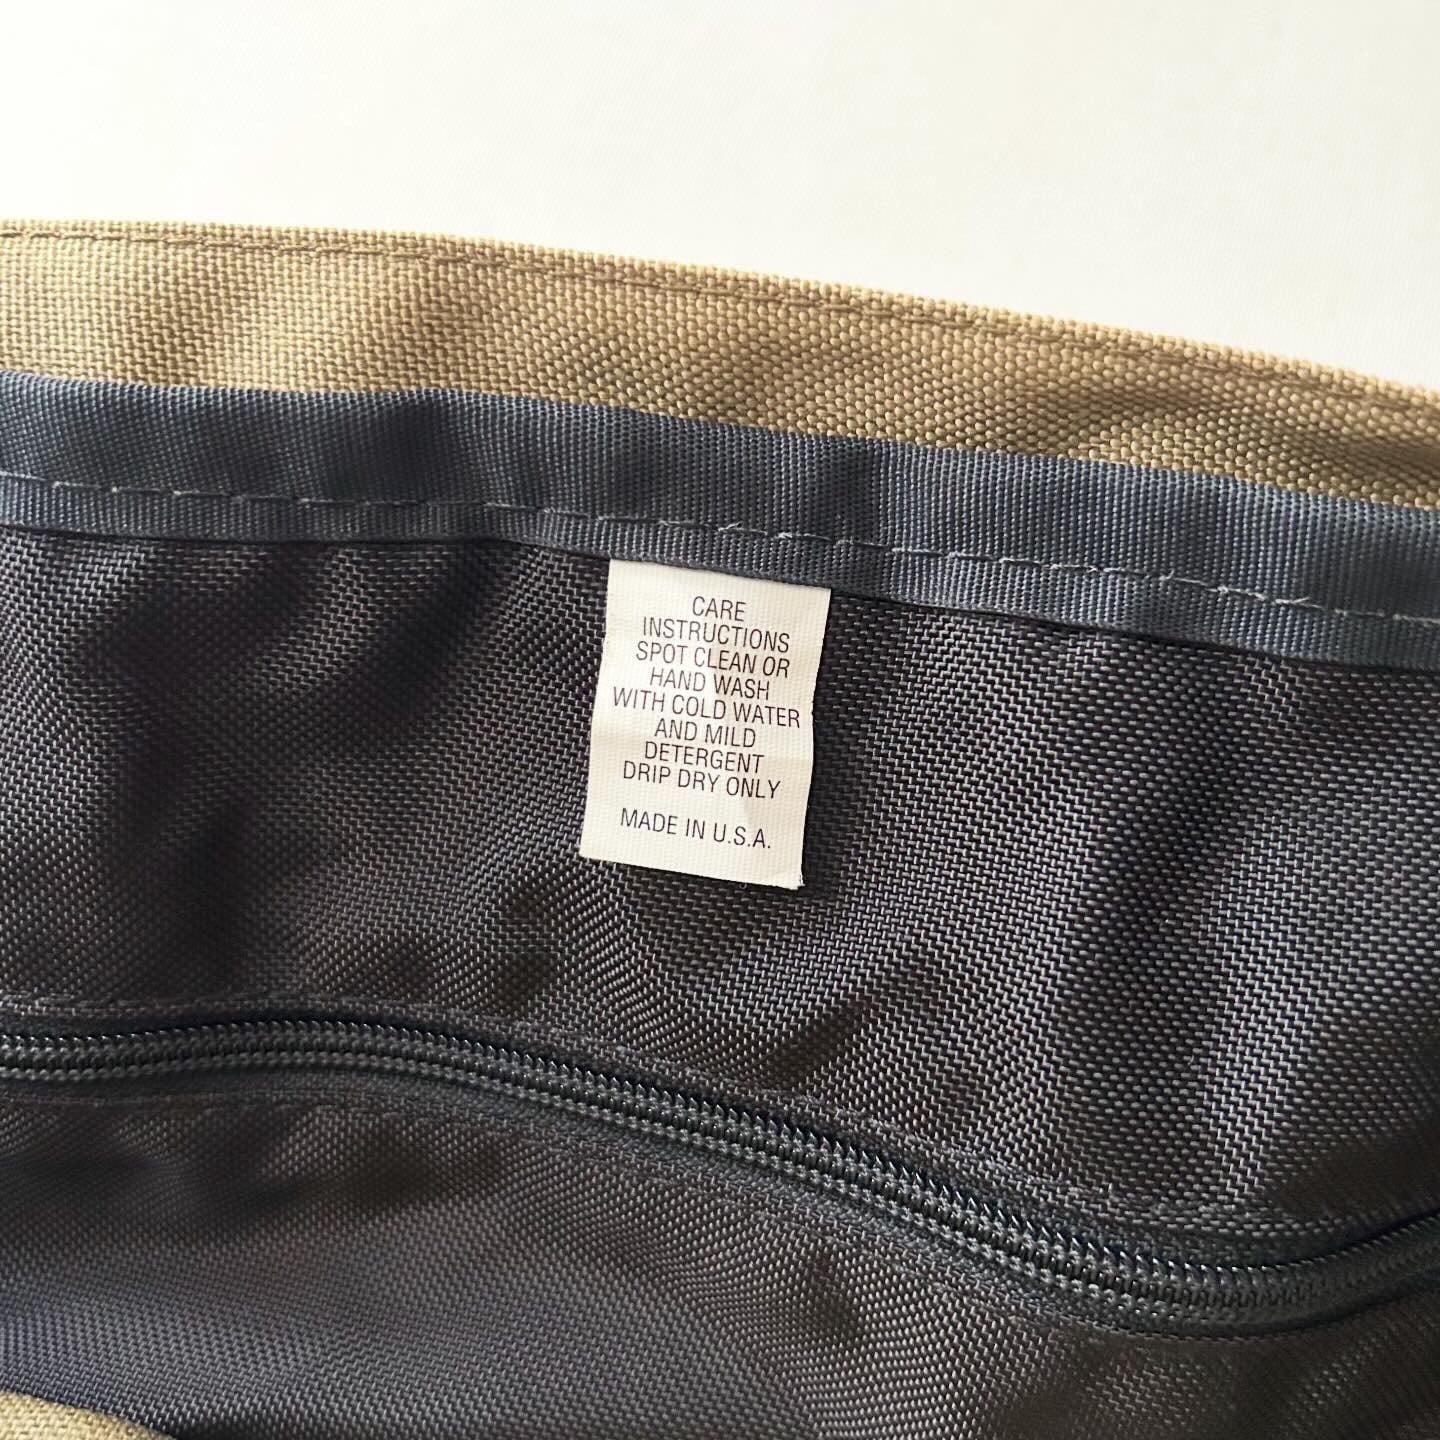 CARE
INSTRUCTIONS
SPOT CLEAN OR
HAND WASH
WITH COLD WATER
AND MILD
DETERGENT
DRIP DRY ONLY
MADE IN U.S.A.